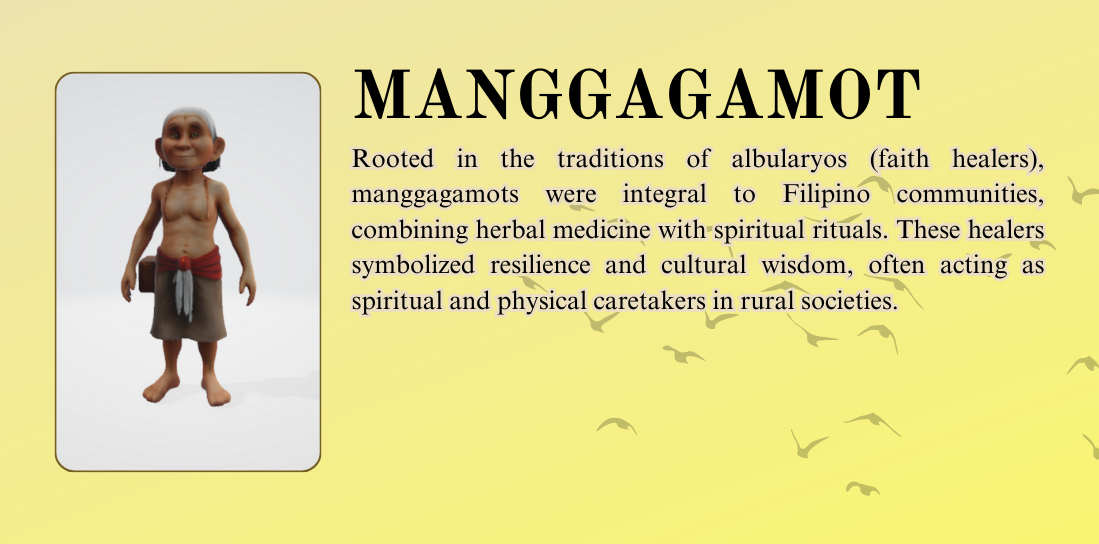 MANGGAGAMOT
Rooted in the traditions of albularyos (faith healers),
manggagamots were integral to Filipino communities,
combining herbal medicine with spiritual rituals. These healers
symbolized resilience and cultural wisdom, often acting as
spiritual and physical caretakers in rural societies.